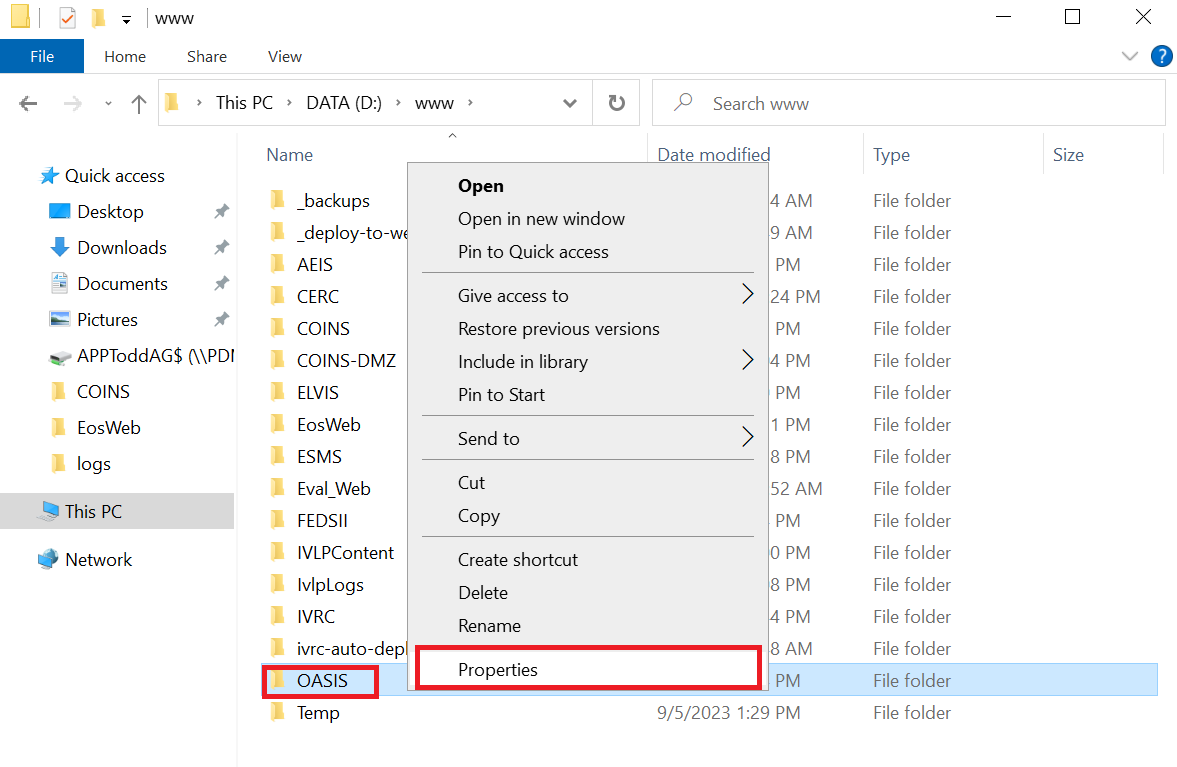 www
File Home Share View
This PC DATA (D:) www Search www
Name Date modified Type Size
Quick access
Desktop
Downloads
Documents
Pictures
APPToddAG$ (\\PDM
COINS
EosWeb
logs
This PC
Network
_backups 4 AM File folder
_deploy-to-we 9 AM File folder
AEIS PM File folder
CERC 24 PM File folder
COINS PM File folder
COINS-DMZ 4 PM File folder
ELVIS PM File folder
EosWeb 1 PM File folder
ESMS 8 PM File folder
Eval_Web 52 AM File folder
FEDSII PM File folder
IVLPContent 0 PM File folder
IvlpLogs 8 PM File folder
IVRC 4 PM File folder
ivrc-auto-depl 8 AM File folder
OASIS PM File folder
Temp 9/5/2023 1:29 PM File folder
Open
Open in new window
Pin to Quick access
Give access to
Restore previous versions
Include in library
Pin to Start
Send to
Cut
Copy
Create shortcut
Delete
Rename
Properties